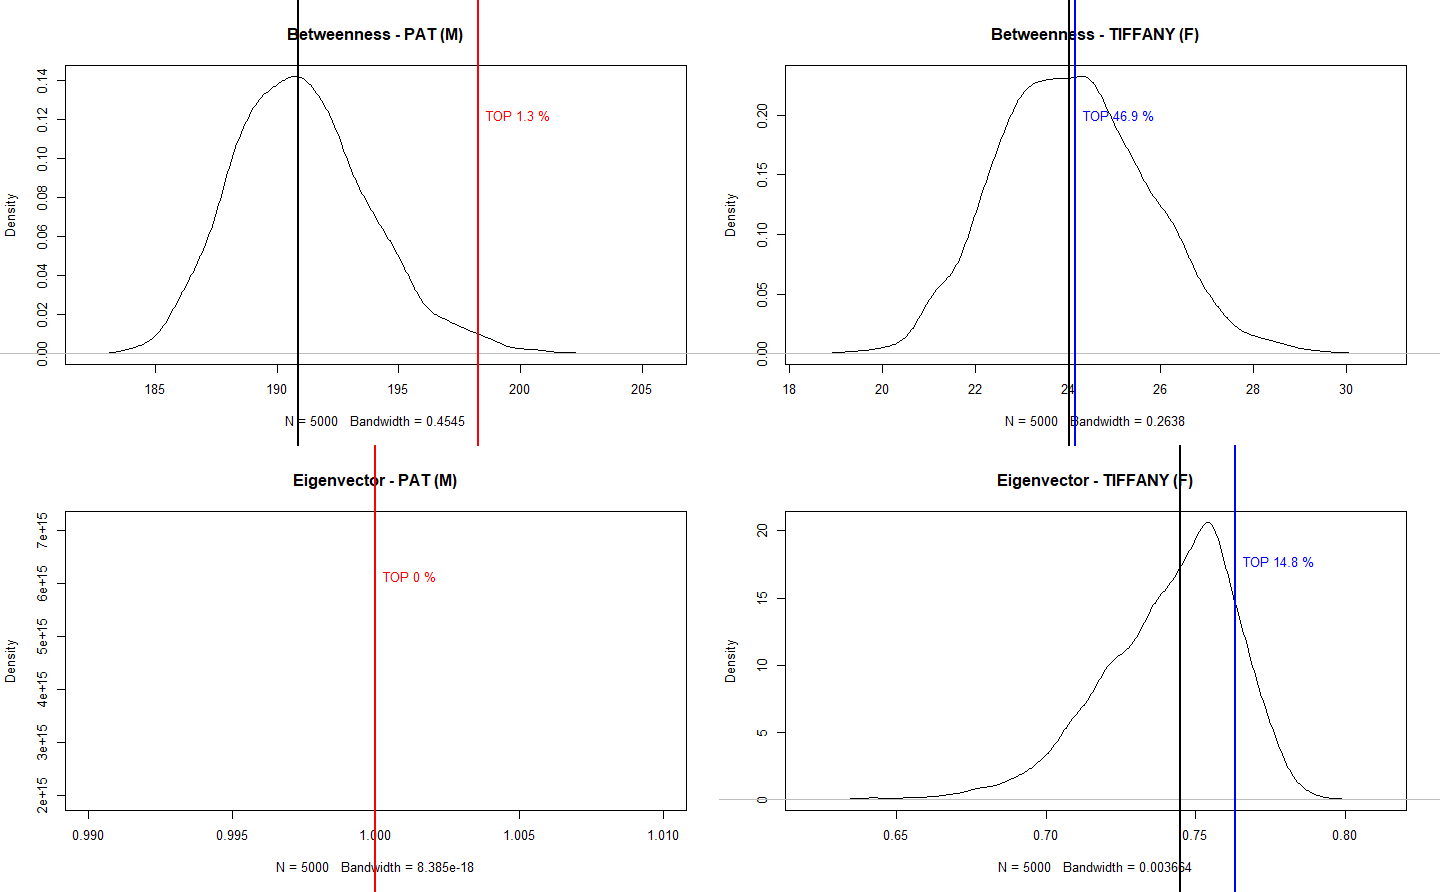 Betweenness - PAT (M)
Density
0.00 0.02 0.04 0.06 0.08 0.10 0.12 0.14
TOP 1.3 %
185 190 195 200 205
N = 5000 Bandwidth = 0.4545
Betweenness - TIFFANY (F)
Density
0.00 0.05 0.10 0.15 0.20
TOP 46.9 %
18 20 22 24 26 28 30
N = 5000 Bandwidth = 0.2638
Eigenvector - PAT (M)
Density
2e+15 3e+15 4e+15 5e+15 6e+15 7e+15
TOP 0 %
0.990 0.995 1.000 1.005 1.010
N = 5000 Bandwidth = 8.385e-18
Eigenvector - TIFFANY (F)
Density
0 5 10 15 20
TOP 14.8 %
0.65 0.70 0.75 0.80
N = 5000 Bandwidth = 0.003664